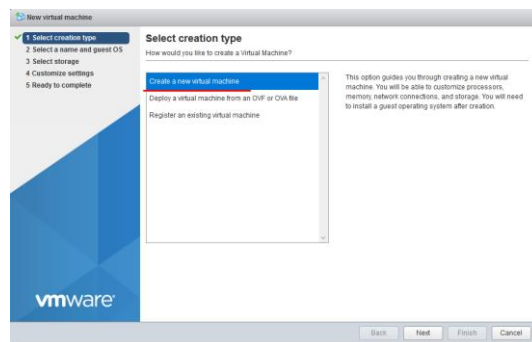 New virtual machine
1 Select creation type
2 Select a name and guest OS
3 Select storage
4 Customize settings
5 Ready to complete
Select creation type
How would you like to create a Virtual Machine?
Create a new virtual machine
Deploy a virtual machine from an OVF or OVA file
Register an existing virtual machine
This option guides you through creating a new virtual
machine. You will be able to customize processors,
memory, network connections, and storage. You will need
to install a guest operating system after creation.
vmware
Back Next Finish Cancel